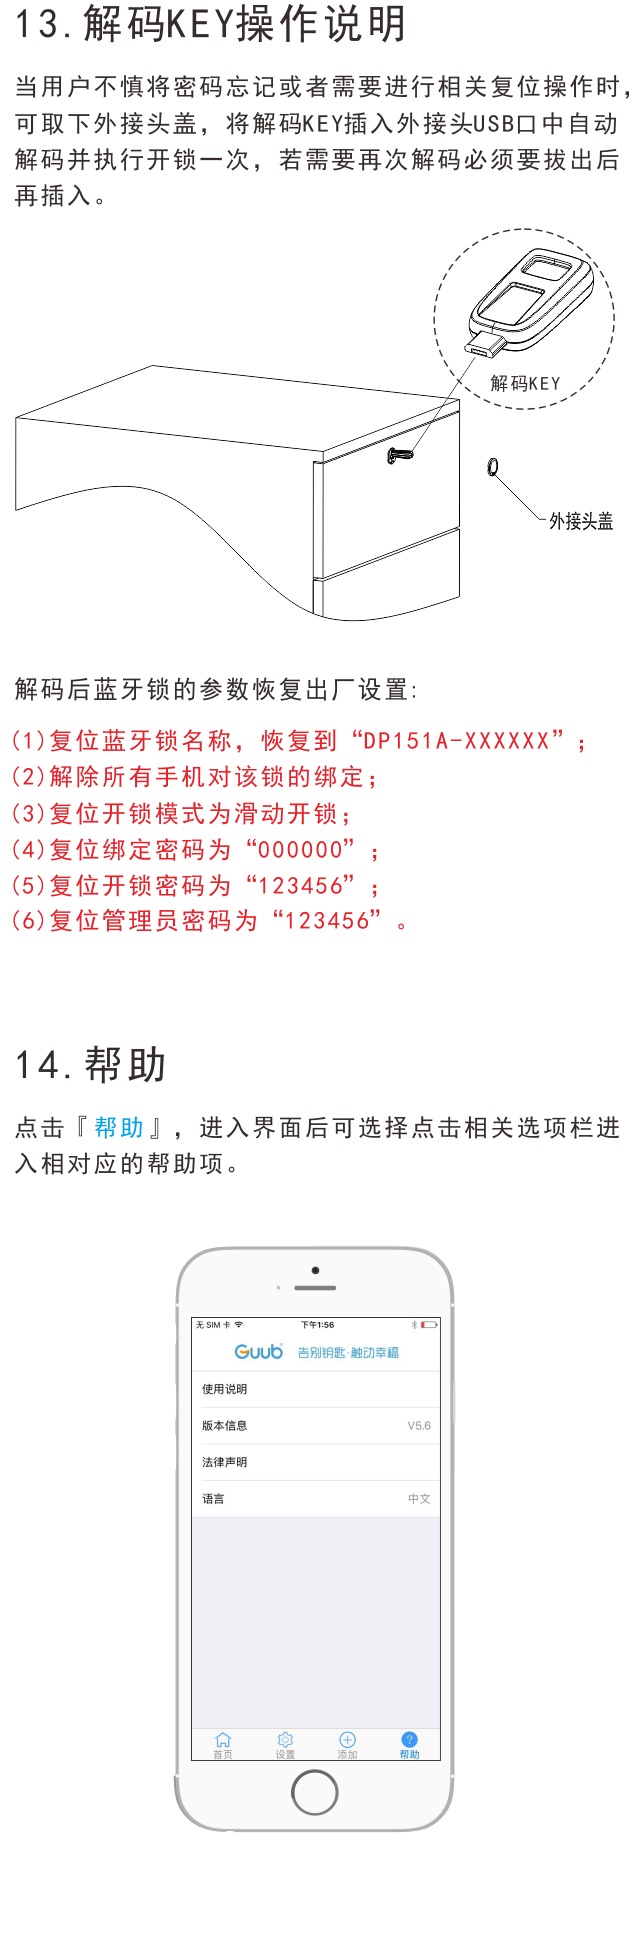 13.解码KEY操作说明
当用户不慎将密码忘记或者需要进行相关复位操作时，
可取下外接头盖，将解码KEY插入外接头USB口中自动
解码并执行开锁一次，若需要再次解码必须要拔出后
再插入。
解码KEY
外接头盖
解码后蓝牙锁的参数恢复出厂设置:
(1)复位蓝牙锁名称，恢复到“DP151A-XXXXXX”；
(2)解除所有手机对该锁的绑定；
(3)复位开锁模式为滑动开锁；
(4)复位绑定密码为“000000”；
(5)复位开锁密码为“123456”；
(6)复位管理员密码为“123456”。
14.帮助
点击『帮助』，进入界面后可选择点击相关选项栏进
入相对应的帮助项。
无 SIM 卡 下午1:56
Guub 告别钥匙·触动幸福
使用说明
版本信息 V5.6
法律声明
语言 中文
首页 设置 添加 帮助